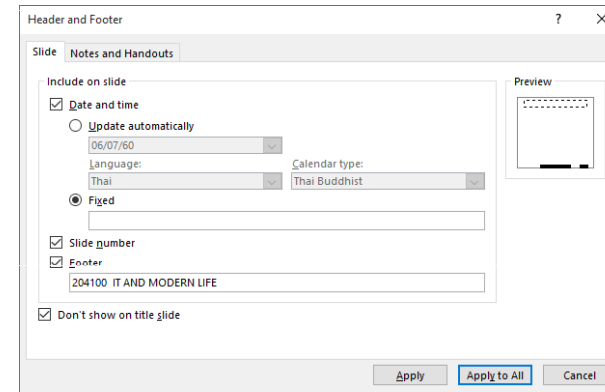 Header and Footer ? X
Slide Notes and Handouts
Include on slide
Preview
Date and time
Update automatically
06/07/60
Language: Calendar type:
Thai Thai Buddhist
Fixed
Slide number
Footer
204100 IT AND MODERN LIFE
Don't show on title slide
Apply Apply to All Cancel